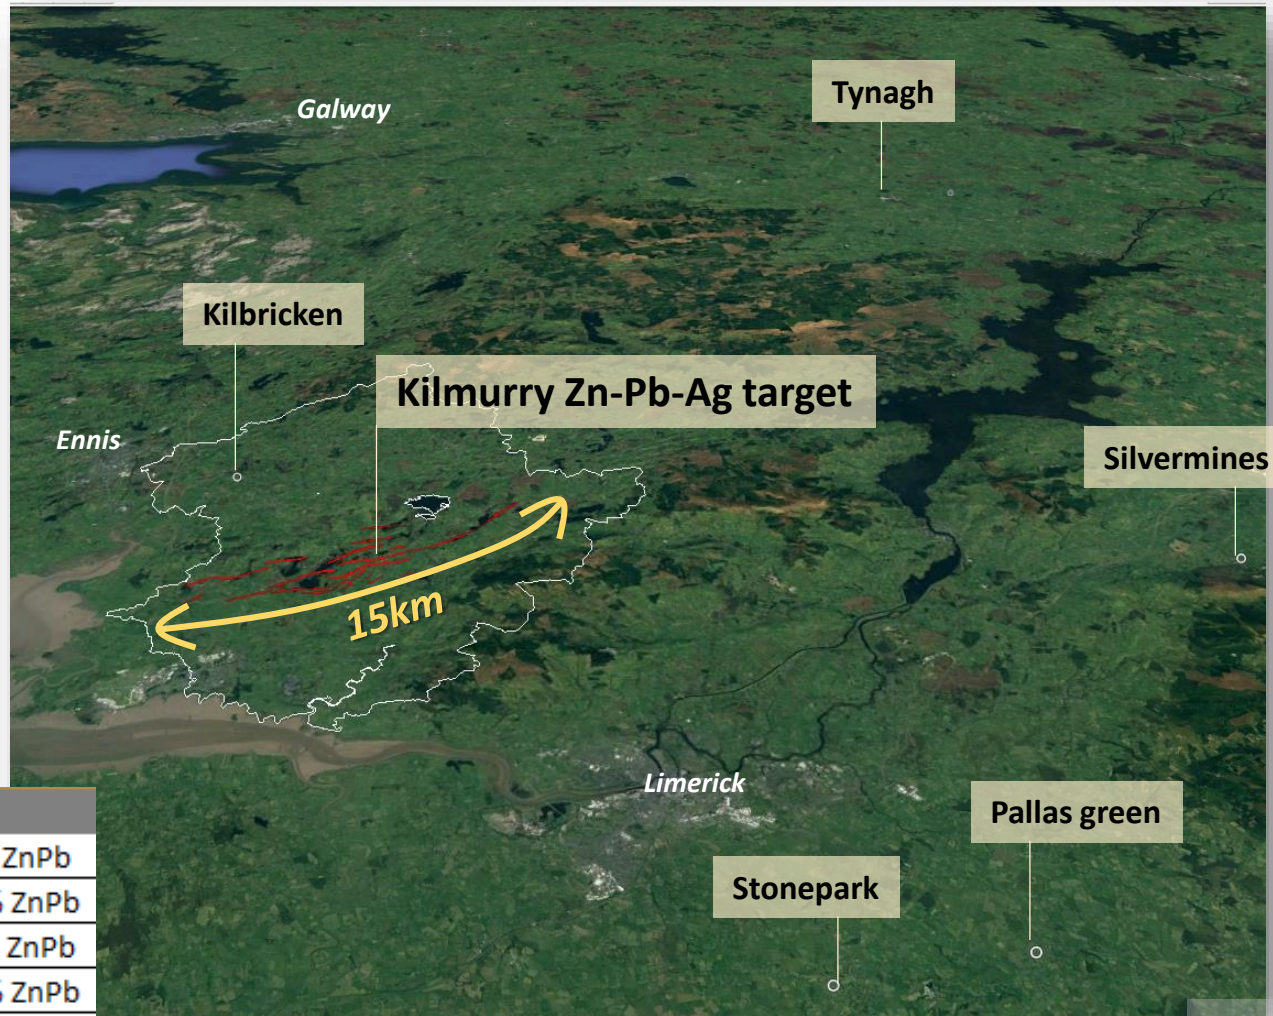 Galway
Tynagh
Kilbricken
Kilmurry Zn-Pb-Ag target
Ennis
Silvermines
15km
Limerick
Pallas green
Stonepark
ZnPb
% ZnPb
ZnPb
% ZnPb